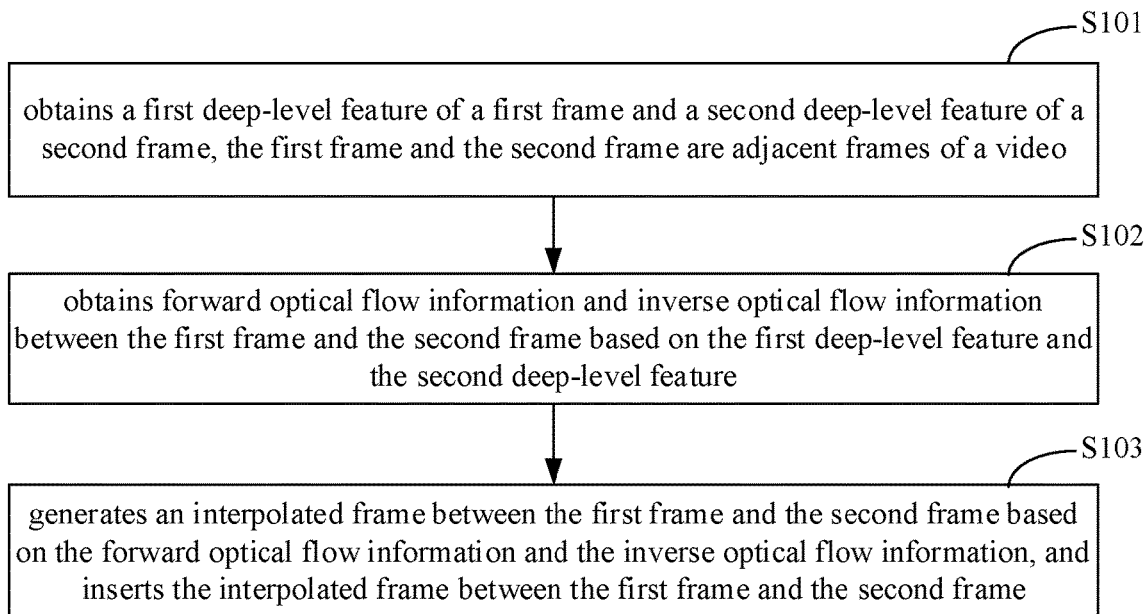 S101
obtains a first deep-level feature of a first frame and a second deep-level feature of a
second frame, the first frame and the second frame are adjacent frames of a video
S102
obtains forward optical flow information and inverse optical flow information
between the first frame and the second frame based on the first deep-level feature and
the second deep-level feature
S103
generates an interpolated frame between the first frame and the second frame based
on the forward optical flow information and the inverse optical flow information, and
inserts the interpolated frame between the first frame and the second frame